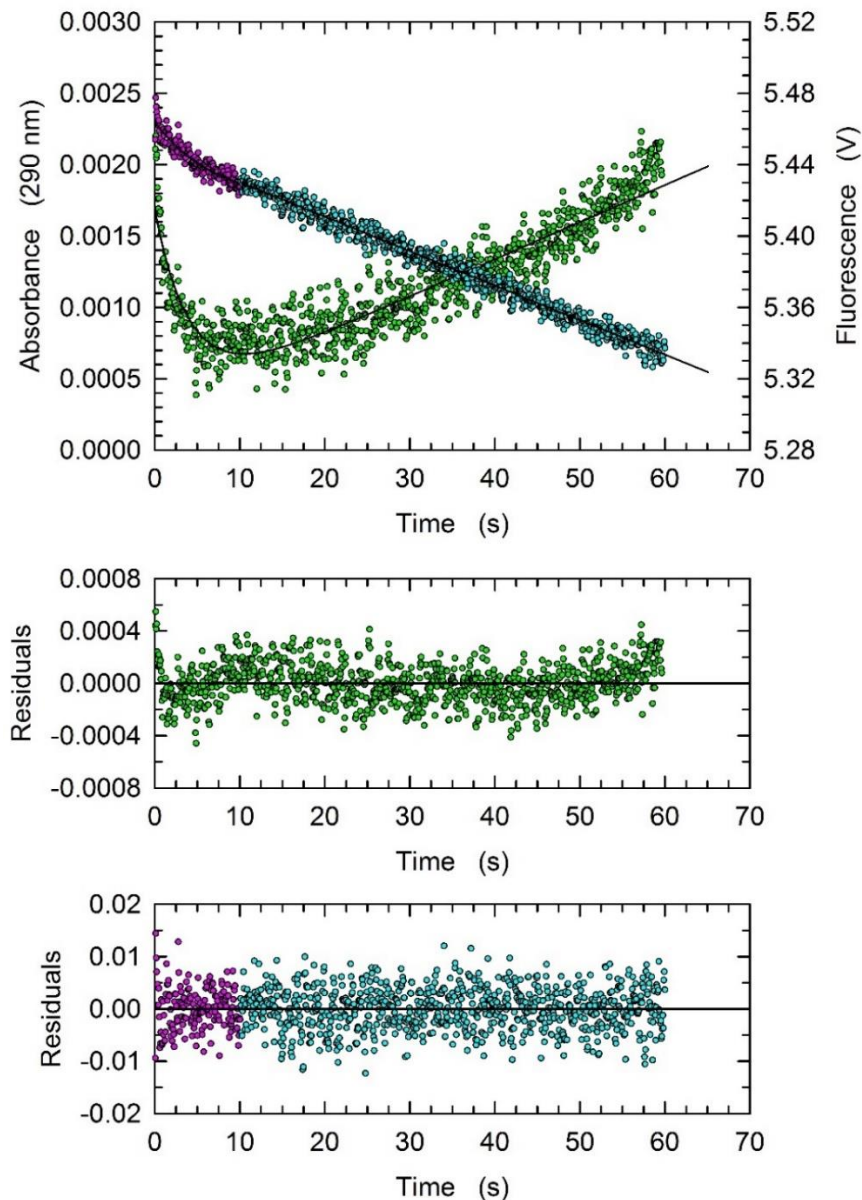 0.0030
0.0025
0.0020
0.0015
0.0010
0.0005
0.0000
Absorbance (290 nm)
5.52
5.48
5.44
5.40
5.36
5.32
5.28
Fluorescence (V)
0 10 20 30 40 50 60 70
Time (s)
0.0008
0.0004
0.0000
-0.0004
-0.0008
Residuals
0 10 20 30 40 50 60 70
Time (s)
0.02
0.01
0.00
-0.01
-0.02
Residuals
0 10 20 30 40 50 60 70
Time (s)